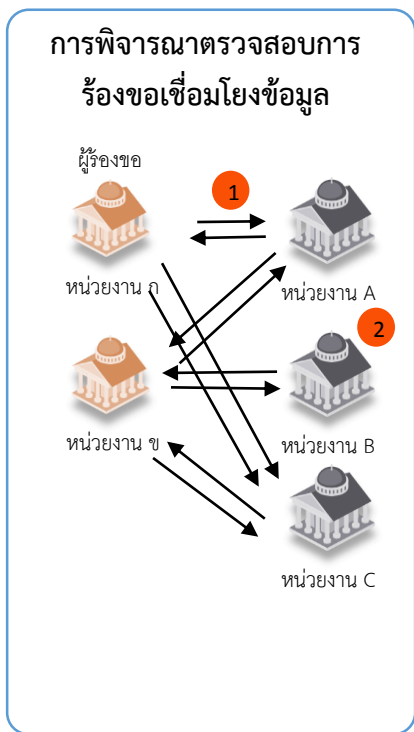 การพิจารณาตรวจสอบการ
ร้องขอเชื่อมโยงข้อมูล
ผู้ร้องขอ
1
หน่วยงาน ก
หน่วยงาน A
2
หน่วยงาน ข
หน่วยงาน B
หน่วยงาน C